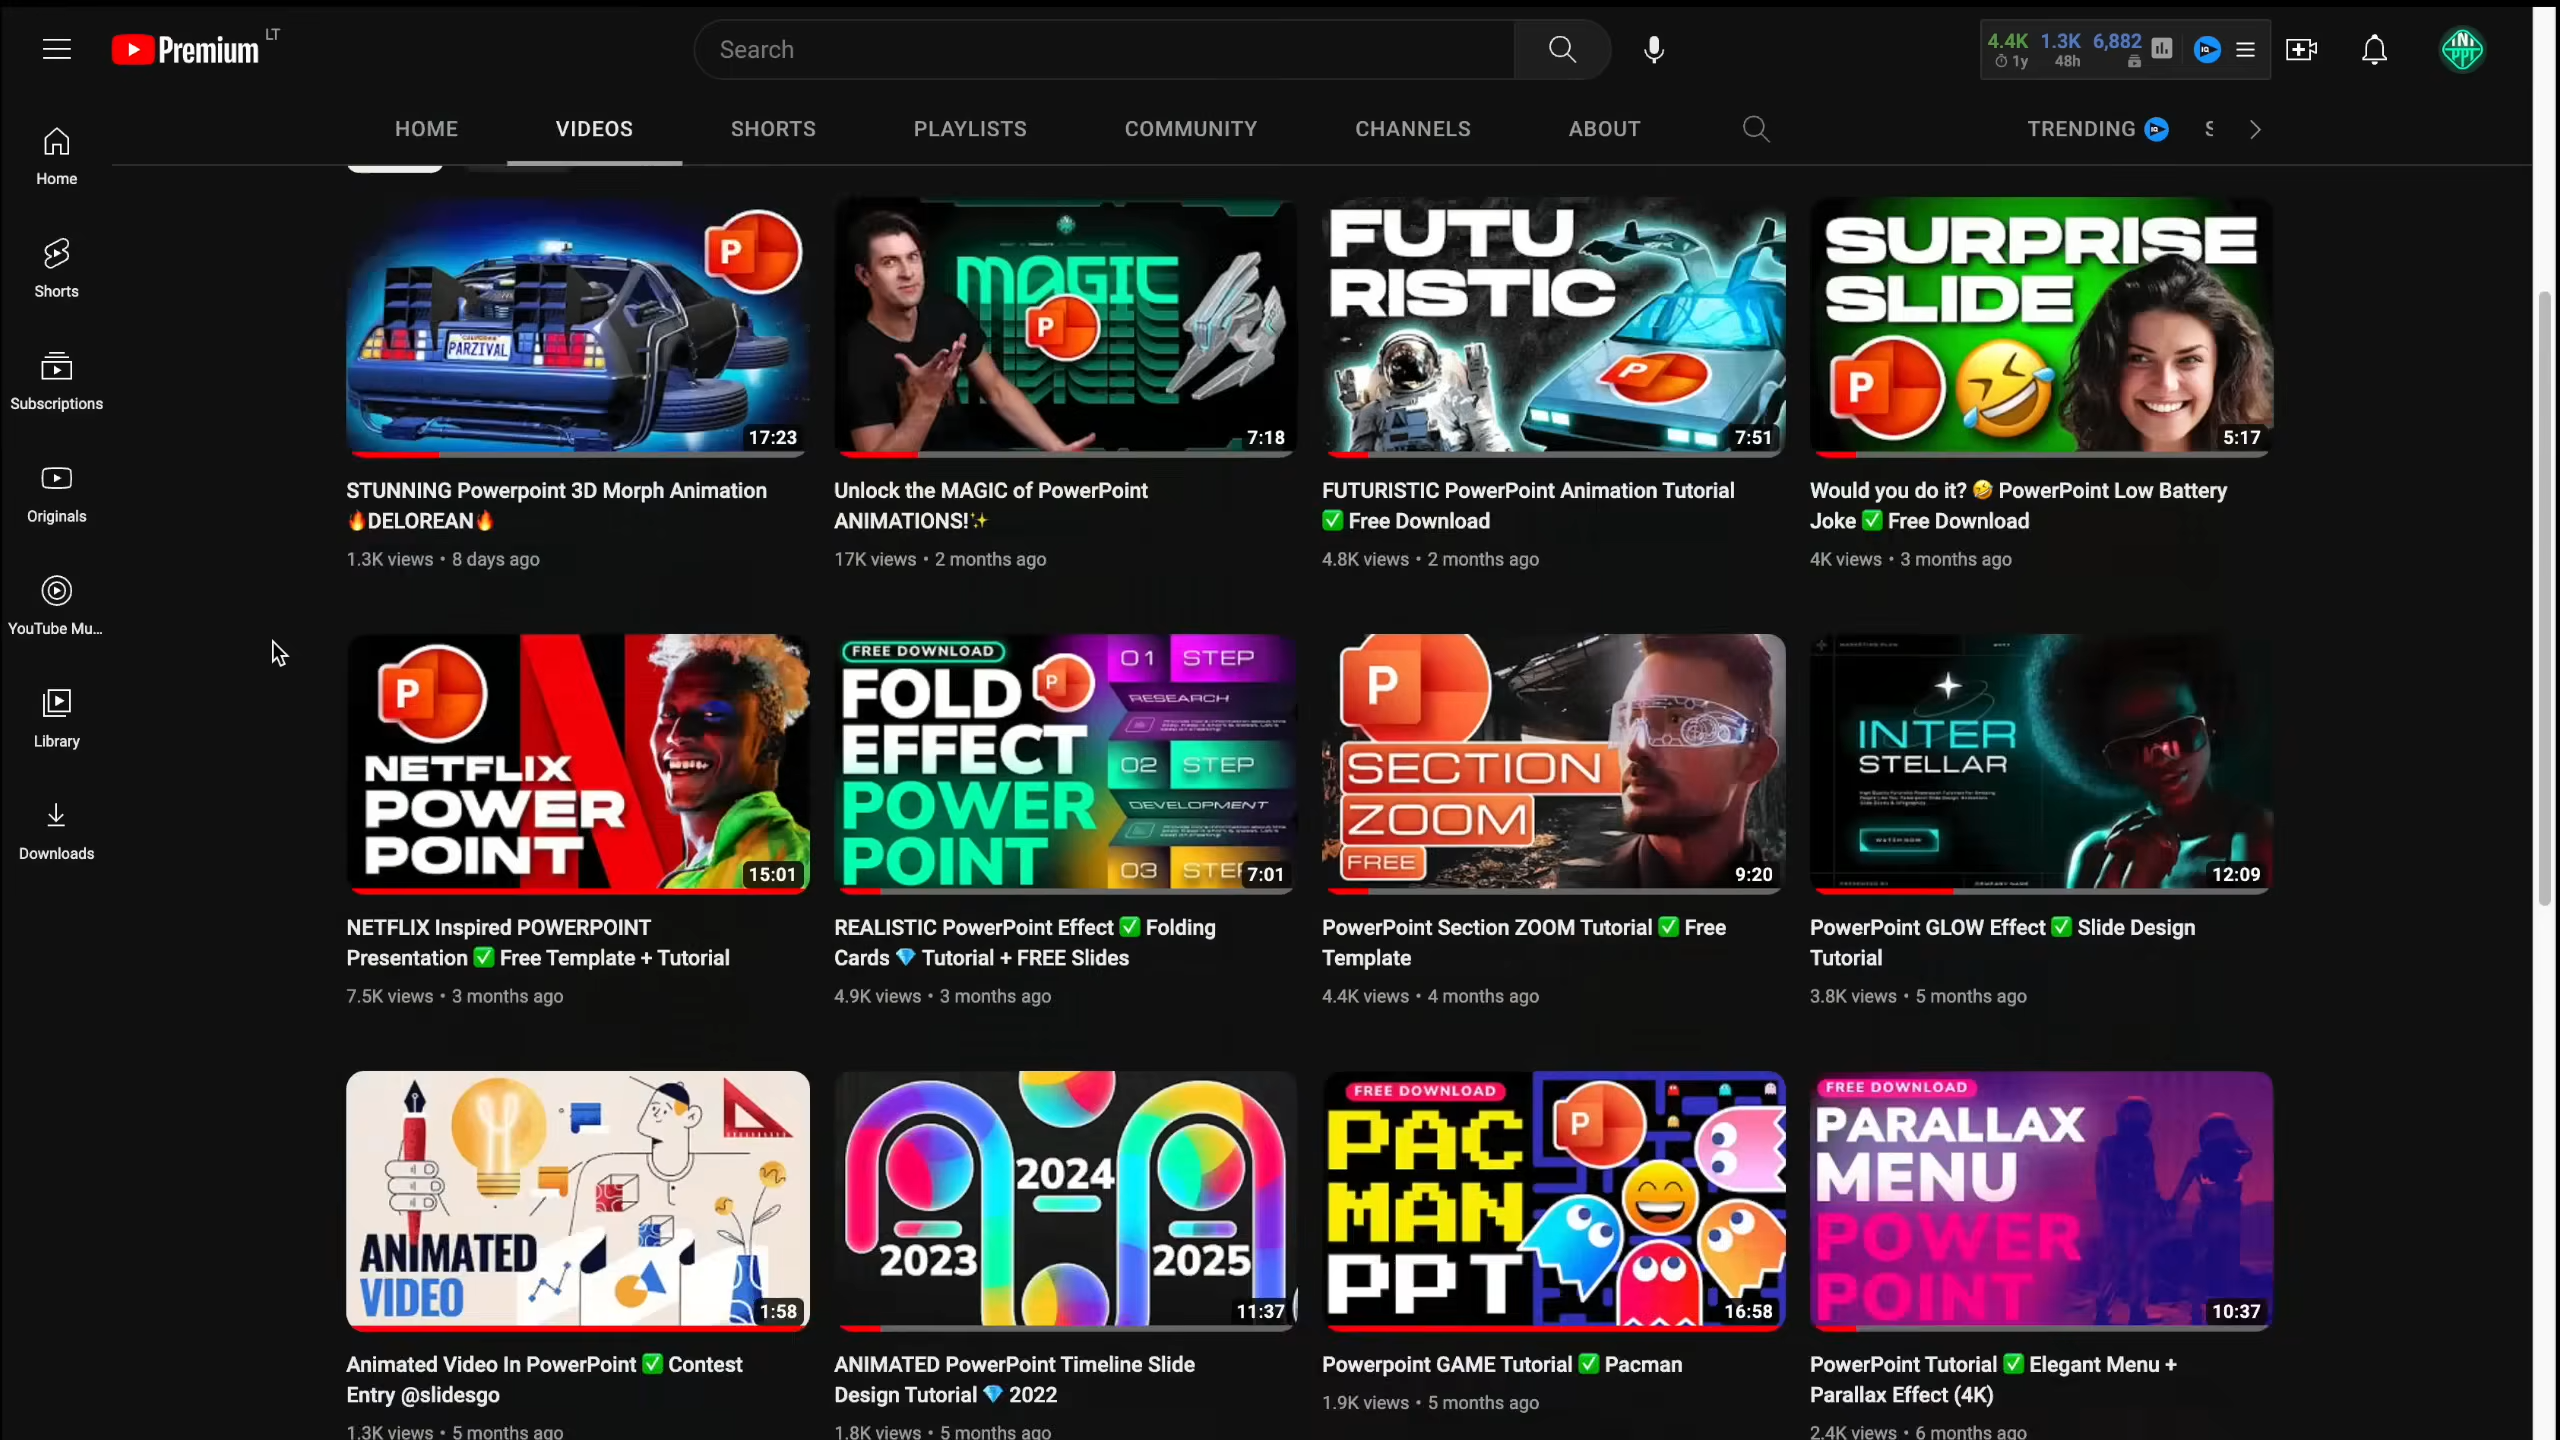 Premium LT
Search
4.4K 1.3K 6,882
1y 48h
HOME VIDEOS SHORTS PLAYLISTS COMMUNITY CHANNELS ABOUT TRENDING
Home
Shorts
Subscriptions
Originals
YouTube Mu...
Library
Downloads
P
CALIFORNIA
PARZIVAL
17:23
MAGIC
P
7:18
FUTU
RISTIC
P
7:51
SURPRISE
SLIDE
P
5:17
STUNNING Powerpoint 3D Morph Animation
🔥DELOREAN🔥
1.3K views • 8 days ago
Unlock the MAGIC of PowerPoint
ANIMATIONS!✨
17K views • 2 months ago
FUTURISTIC PowerPoint Animation Tutorial
✅ Free Download
4.8K views • 2 months ago
Would you do it? 🤣 PowerPoint Low Battery
Joke ✅ Free Download
4K views • 3 months ago
P
NETFLIX
POWER
POINT
15:01
FREE DOWNLOAD
FOLD
EFFECT
POWER
POINT
P
01 STEP
RESEARCH
02 STEP
DEVELOPMENT
03 STEP
7:01
P
SECTION
ZOOM
FREE
9:20
INTER
STELLAR
WATCH NOW
12:09
NETFLIX Inspired POWERPOINT
Presentation ✅ Free Template + Tutorial
7.5K views • 3 months ago
REALISTIC PowerPoint Effect ✅ Folding
Cards 💎 Tutorial + FREE Slides
4.9K views • 3 months ago
PowerPoint Section ZOOM Tutorial ✅ Free
Template
4.4K views • 4 months ago
PowerPoint GLOW Effect ✅ Slide Design
Tutorial
3.8K views • 5 months ago
ANIMATED
VIDEO
1:58
2023
2024
2025
11:37
FREE DOWNLOAD
PAC
MAN
PPT
P
16:58
FREE DOWNLOAD
PARALLAX
MENU
POWER
POINT
10:37
Animated Video In PowerPoint ✅ Contest
Entry @slidesgo
1.3K views • 5 months ago
ANIMATED PowerPoint Timeline Slide
Design Tutorial 💎 2022
1.8K views • 5 months ago
Powerpoint GAME Tutorial ✅ Pacman
1.9K views • 5 months ago
PowerPoint Tutorial ✅ Elegant Menu +
Parallax Effect (4K)
2.4K views • 6 months ago